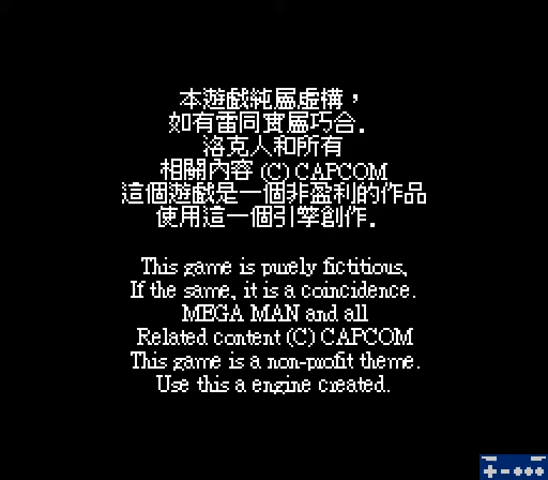 本遊戲純屬虛構，
如有雷同實屬巧合.
洛克人和所有
相關內容 (C) CAPCOM
這個遊戲是一個非盈利的作品
使用這一個引擎創作.
This game is purely fictitious,
If the same, it is a coincidence.
MEGA MAN and all
Related content (C) CAPCOM
This game is a non-profit theme.
Use this a engine created.